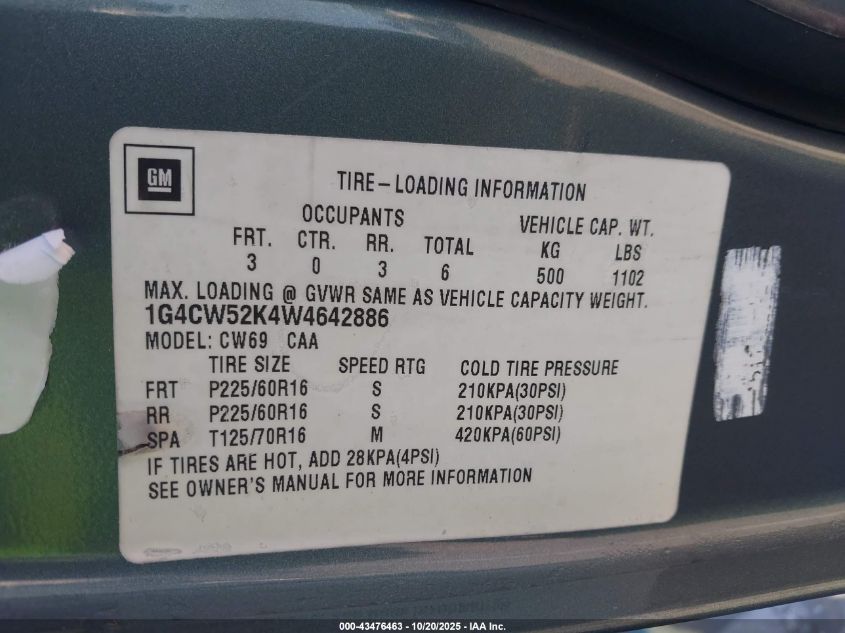 GM
TIRE-LOADING INFORMATION
OCCUPANTS VEHICLE CAP. WT.
FRT. CTR. RR. TOTAL KG LBS
3 0 3 6 500 1102
MAX. LOADING @ GVWR SAME AS VEHICLE CAPACITY WEIGHT.
1G4CW52K4W4642886
MODEL: CW69 CAA
TIRE SIZE SPEED RTG COLD TIRE PRESSURE
FRT P225/60R16 S 210KPA(30PSI)
RR P225/60R16 S 210KPA(30PSI)
SPA T125/70R16 M 420KPA(60PSI)
IF TIRES ARE HOT, ADD 28KPA(4PSI)
SEE OWNER'S MANUAL FOR MORE INFORMATION
000-43476463 - 10/20/2025 - IAA Inc.